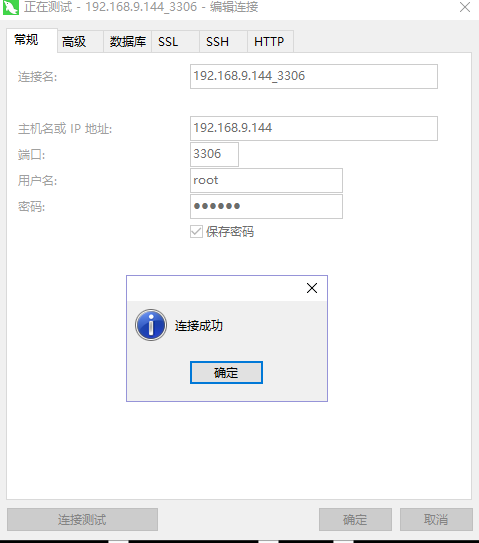 正在测试 - 192.168.9.144_3306 - 编辑连接
常规 高级 数据库 SSL SSH HTTP
连接名: 192.168.9.144_3306
主机名或 IP 地址: 192.168.9.144
端口: 3306
用户名: root
密码: ●●●●●●
保存密码
连接成功
确定
连接测试 确定 取消